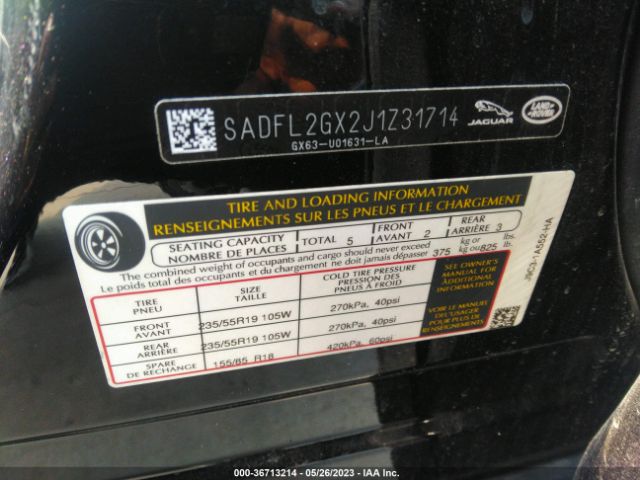 SADFL2GX2J1Z31714
JAGUAR
LAND ROVER
GX63-U01631-LA
TIRE AND LOADING INFORMATION
RENSEIGNEMENTS SUR LES PNEUS ET LE CHARGEMENT
SEATING CAPACITY
NOMBRE DE PLACES
TOTAL 5
FRONT
AVANT 2
REAR
ARRIÈRE 3
The combined weight of occupants and cargo should never exceed
Le poids total des occupants et du chargement ne doit jamais dépasser
375 kg or kg ou 825 lbs. lb.
TIRE
PNEU
SIZE
TAILLE
COLD TIRE PRESSURE
PRESSION DES
PNEUS À FROID
FRONT
AVANT
235/55R19 105W
270kPa, 40psi
REAR
ARRIÈRE
235/55R19 105W
270kPa, 40psi
SPARE
DE RECHANGE
155/85 R18
420kPa, 60psi
SEE OWNER'S
MANUAL FOR
ADDITIONAL
INFORMATION
VOIR LE MANUEL
DE L'USAGER
POUR PLUS DE
RENSEIGNEMENTS
000-36713214 - 05/26/2023 - IAA Inc.